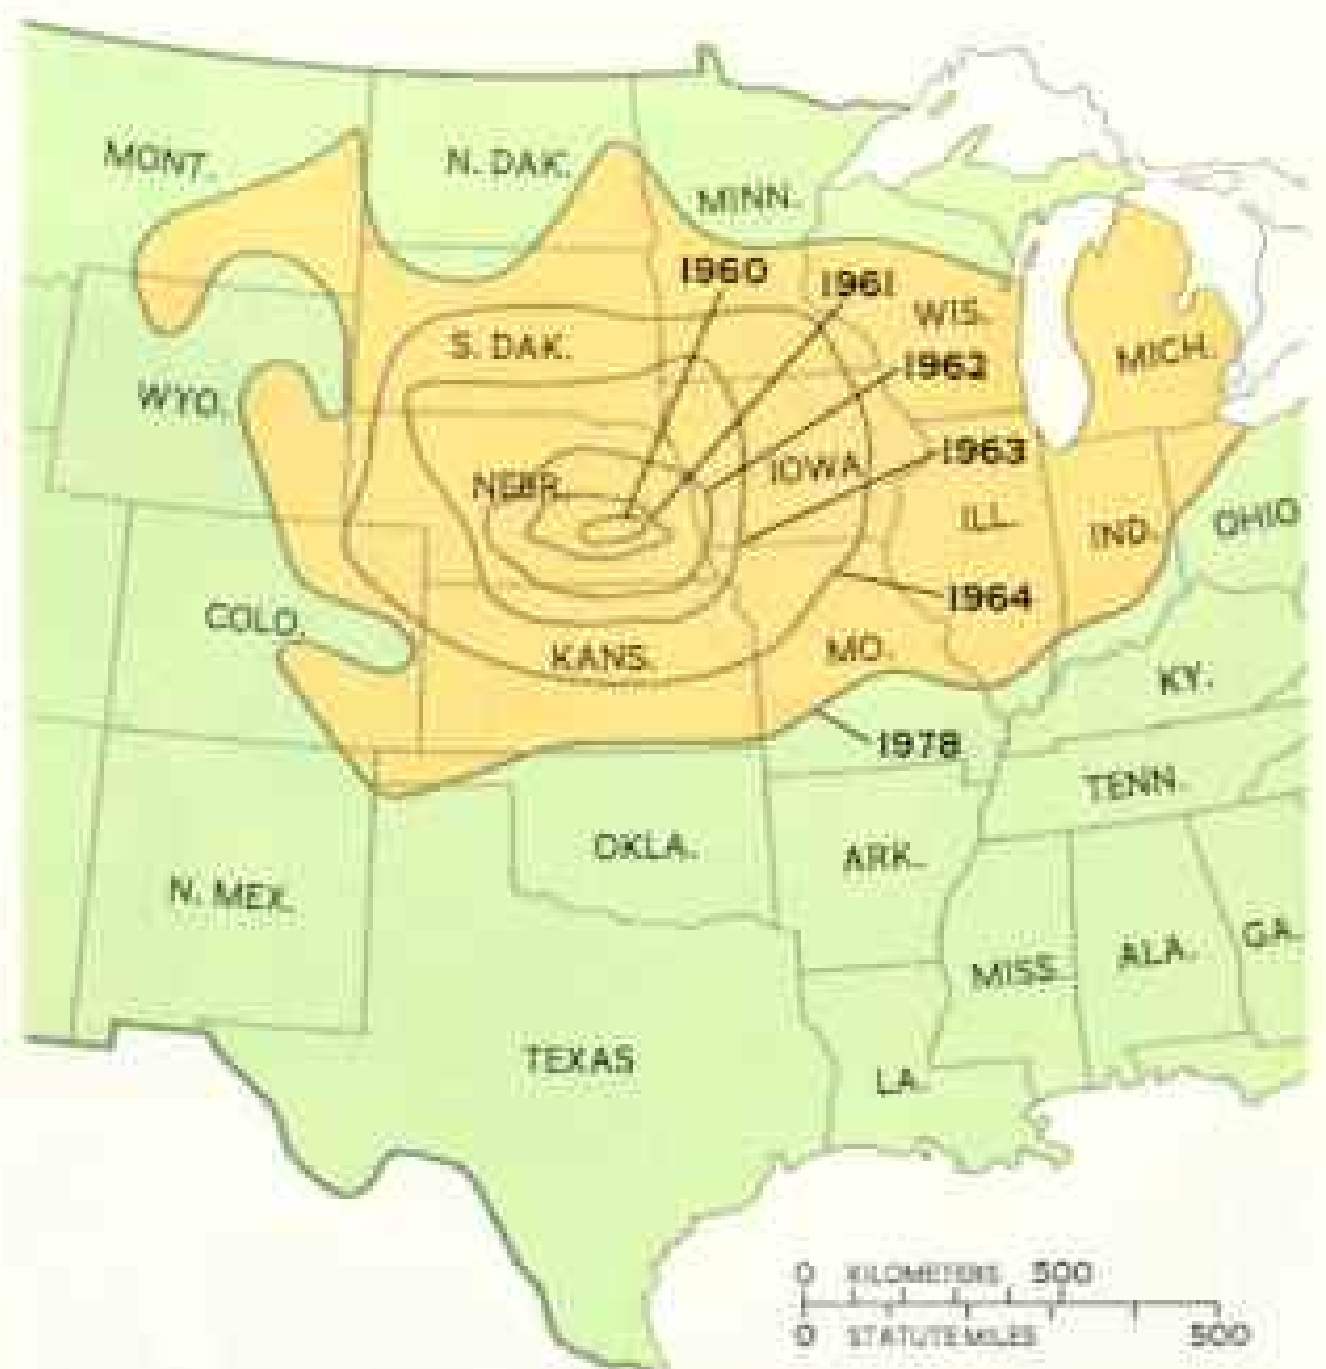 MONT.
N. DAK.
MINN.
1960
1961
S. DAK.
WIS.
MICH.
1962
WYO.
NEBR.
IOWA
1963
ILL.
IND.
OHIO
1964
COLO.
KANS.
MO.
KY.
1978
TENN.
OKLA.
ARK.
N. MEX.
MISS.
ALA.
GA.
TEXAS
LA.
0 KILOMETERS 500
0 STATUTE MILES 500